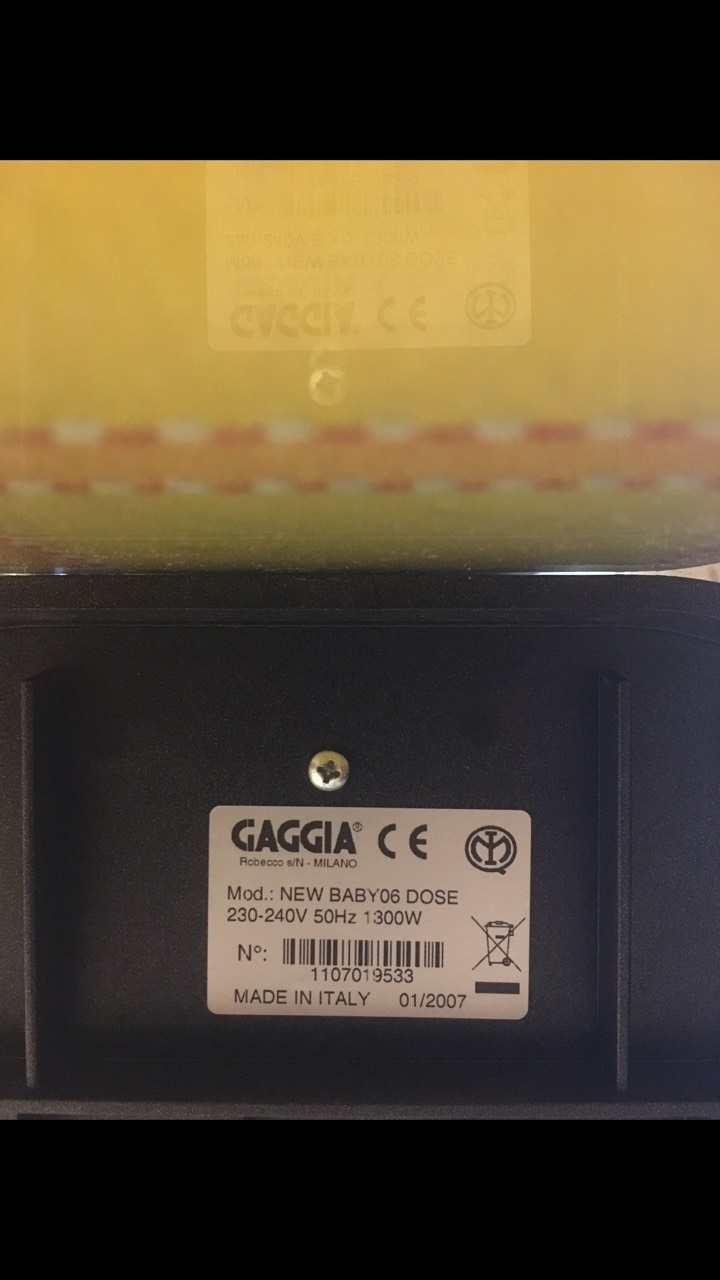 GAGGIA® CE
Robecco s/N - MILANO
Mod.: NEW BABY06 DOSE
230-240V 50Hz 1300W
N°:
1107019533
MADE IN ITALY 01/2007